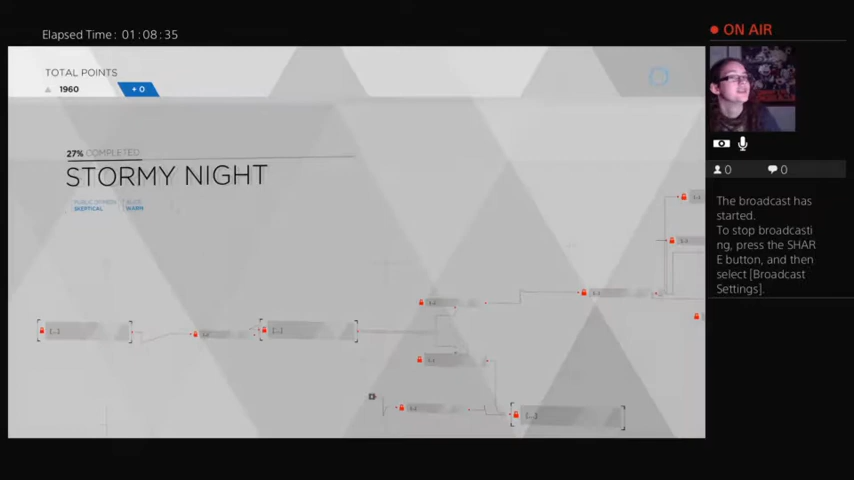 Elapsed Time: 01:08:35
ON AIR
TOTAL POINTS
1960
+ 0
27% COMPLETED
STORMY NIGHT
PUBLIC OPINION
SKEPTICAL
ALICE
WARM
0
0
The broadcast has
started.
To stop broadcasti
ng, press the SHAR
E button, and then
select [Broadcast
Settings].
[...]
[...]
[...]